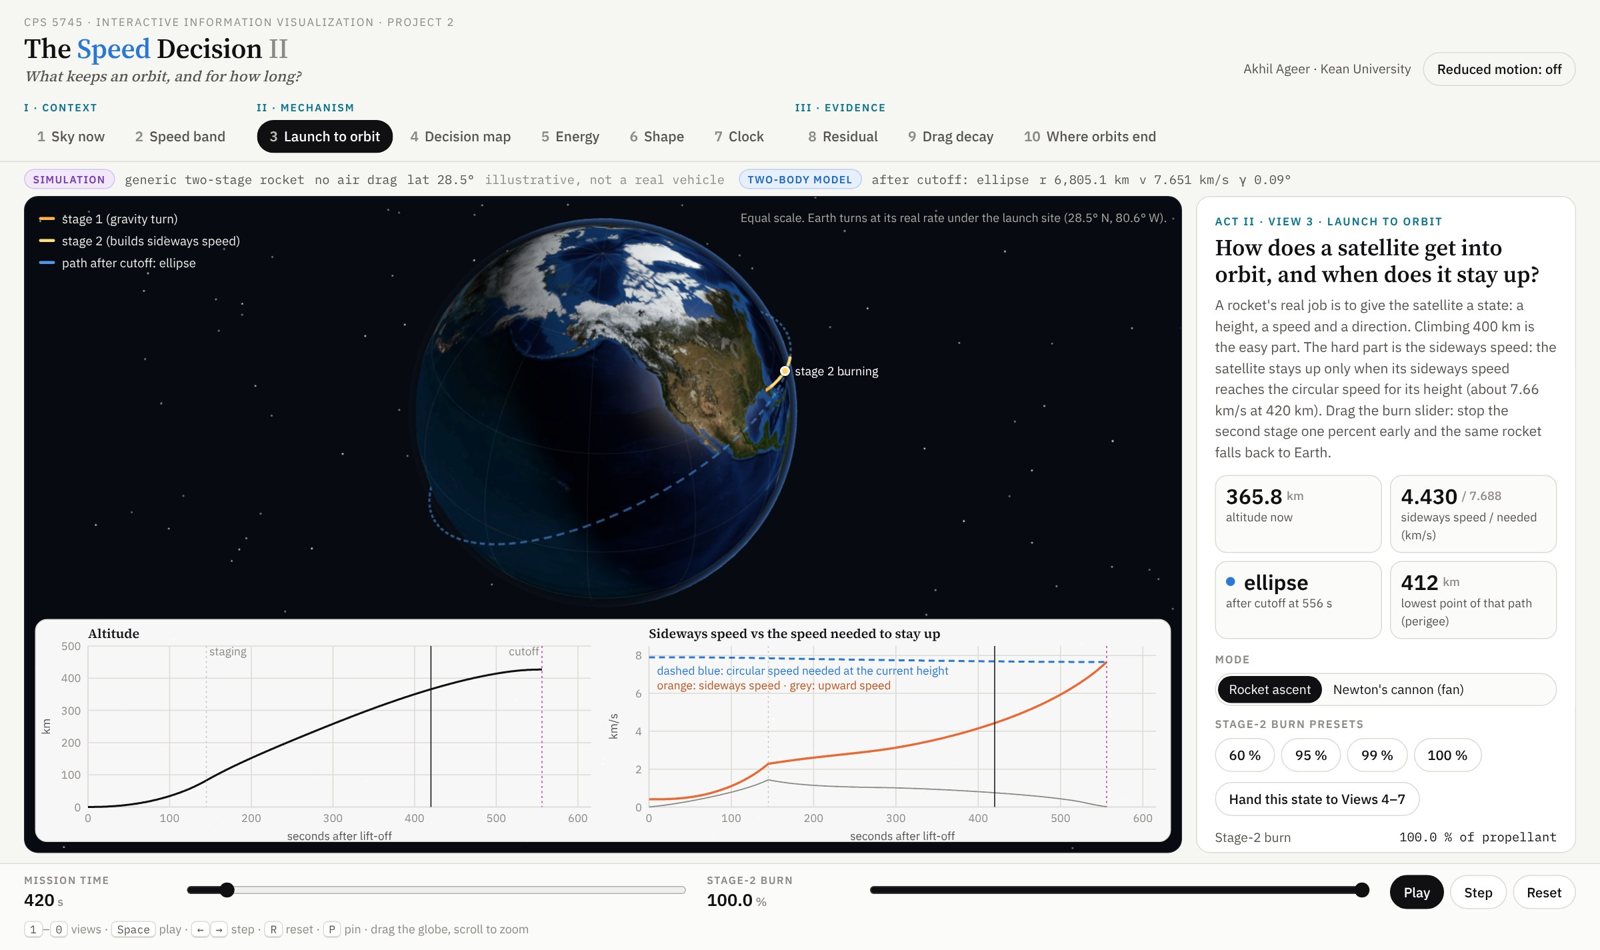 CPS 5745 · INTERACTIVE INFORMATION VISUALIZATION · PROJECT 2
The Speed Decision II
What keeps an orbit, and for how long?
Akhil Ageer · Kean University
Reduced motion: off
I · CONTEXT
II · MECHANISM
III · EVIDENCE
1 Sky now
2 Speed band
3 Launch to orbit
4 Decision map
5 Energy
6 Shape
7 Clock
8 Residual
9 Drag decay
10 Where orbits end
SIMULATION generic two-stage rocket no air drag lat 28.5° illustrative, not a real vehicle TWO-BODY MODEL after cutoff: ellipse r 6,805.1 km v 7.651 km/s γ 0.09°
stage 1 (gravity turn)
stage 2 (builds sideways speed)
path after cutoff: ellipse
Equal scale. Earth turns at its real rate under the launch site (28.5° N, 80.6° W).
stage 2 burning
Altitude
500
400
300
200
100
0
km
staging
cutoff
0 100 200 300 400 500 600
seconds after lift-off
Sideways speed vs the speed needed to stay up
8
6
4
2
0
km/s
dashed blue: circular speed needed at the current height
orange: sideways speed · grey: upward speed
0 100 200 300 400 500 600
seconds after lift-off
ACT II · VIEW 3 · LAUNCH TO ORBIT
How does a satellite get into
orbit, and when does it stay up?
A rocket's real job is to give the satellite a state: a
height, a speed and a direction. Climbing 400 km is
the easy part. The hard part is the sideways speed: the
satellite stays up only when its sideways speed
reaches the circular speed for its height (about 7.66
km/s at 420 km). Drag the burn slider: stop the
second stage one percent early and the same rocket
falls back to Earth.
365.8 km
altitude now
4.430 / 7.688
sideways speed / needed
(km/s)
ellipse
after cutoff at 556 s
412 km
lowest point of that path
(perigee)
MODE
Rocket ascent
Newton's cannon (fan)
STAGE-2 BURN PRESETS
60 %
95 %
99 %
100 %
Hand this state to Views 4–7
Stage-2 burn 100.0 % of propellant
MISSION TIME
420 s
STAGE-2 BURN
100.0 %
Play
Step
Reset
1 – 0 views · Space play · ← → step · R reset · P pin · drag the globe, scroll to zoom